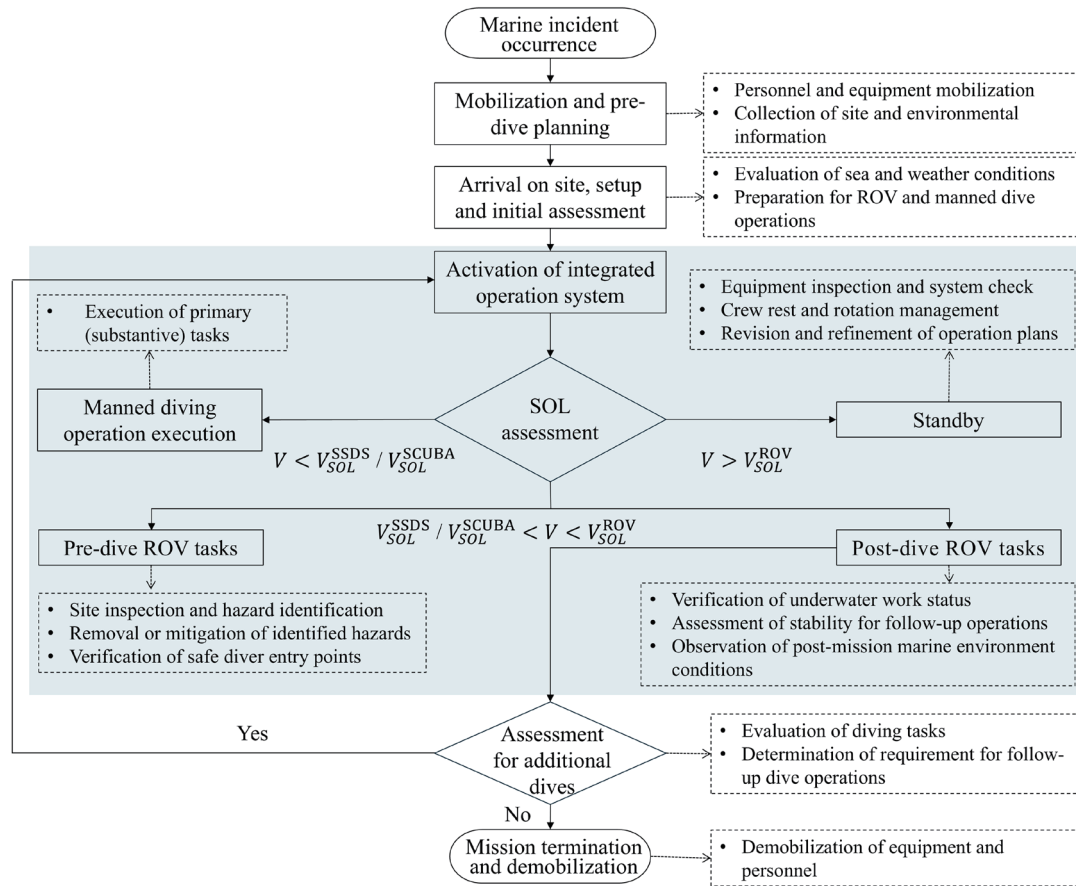 Marine incident
occurrence
Mobilization and pre-
dive planning
• Personnel and equipment mobilization
• Collection of site and environmental
information
Arrival on site, setup
and initial assessment
• Evaluation of sea and weather conditions
• Preparation for ROV and manned dive
operations
Activation of integrated
operation system
• Execution of primary
(substantive) tasks
• Equipment inspection and system check
• Crew rest and rotation management
• Revision and refinement of operation plans
Manned diving
operation execution
SOL
assessment
Standby
V < V_SOL^SSDS / V_SOL^SCUBA
V > V_SOL^ROV
V_SOL^SSDS / V_SOL^SCUBA < V < V_SOL^ROV
Pre-dive ROV tasks
Post-dive ROV tasks
• Site inspection and hazard identification
• Removal or mitigation of identified hazards
• Verification of safe diver entry points
• Verification of underwater work status
• Assessment of stability for follow-up operations
• Observation of post-mission marine environment
conditions
Yes
Assessment
for additional
dives
• Evaluation of diving tasks
• Determination of requirement for follow-
up dive operations
No
Mission termination
and demobilization
• Demobilization of equipment and
personnel